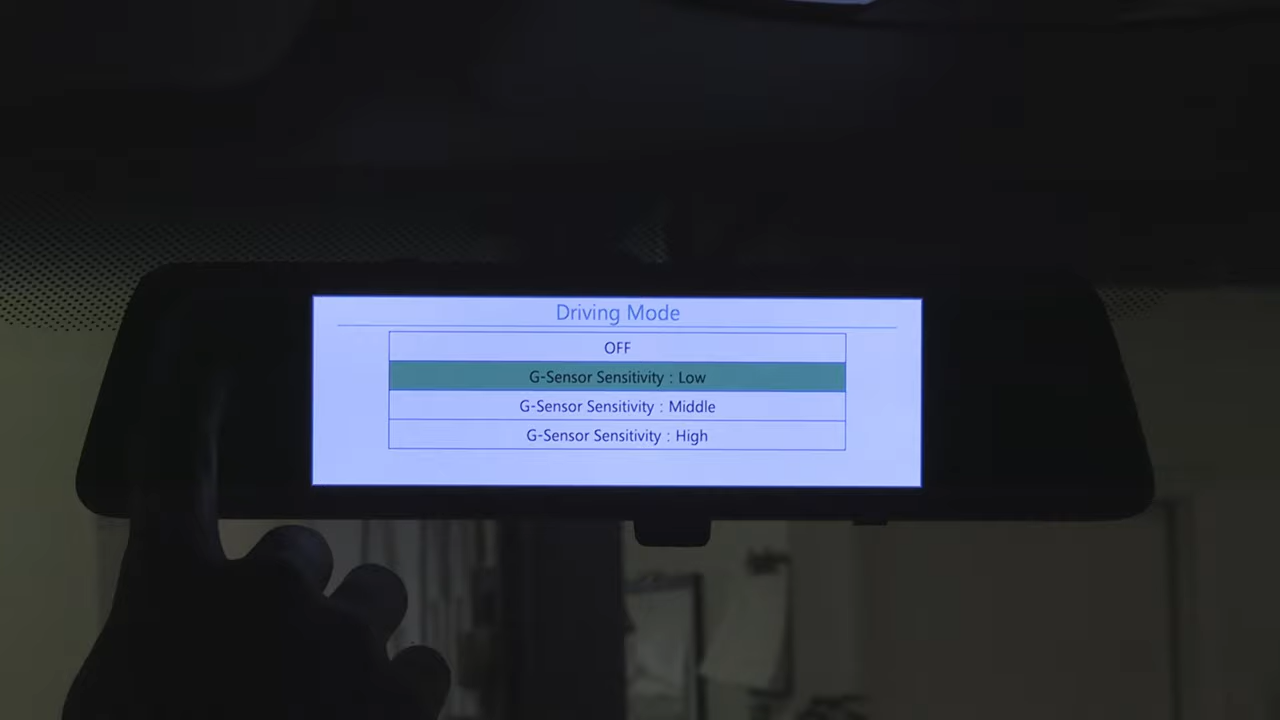 Driving Mode
OFF
G-Sensor Sensitivity : Low
G-Sensor Sensitivity : Middle
G-Sensor Sensitivity : High